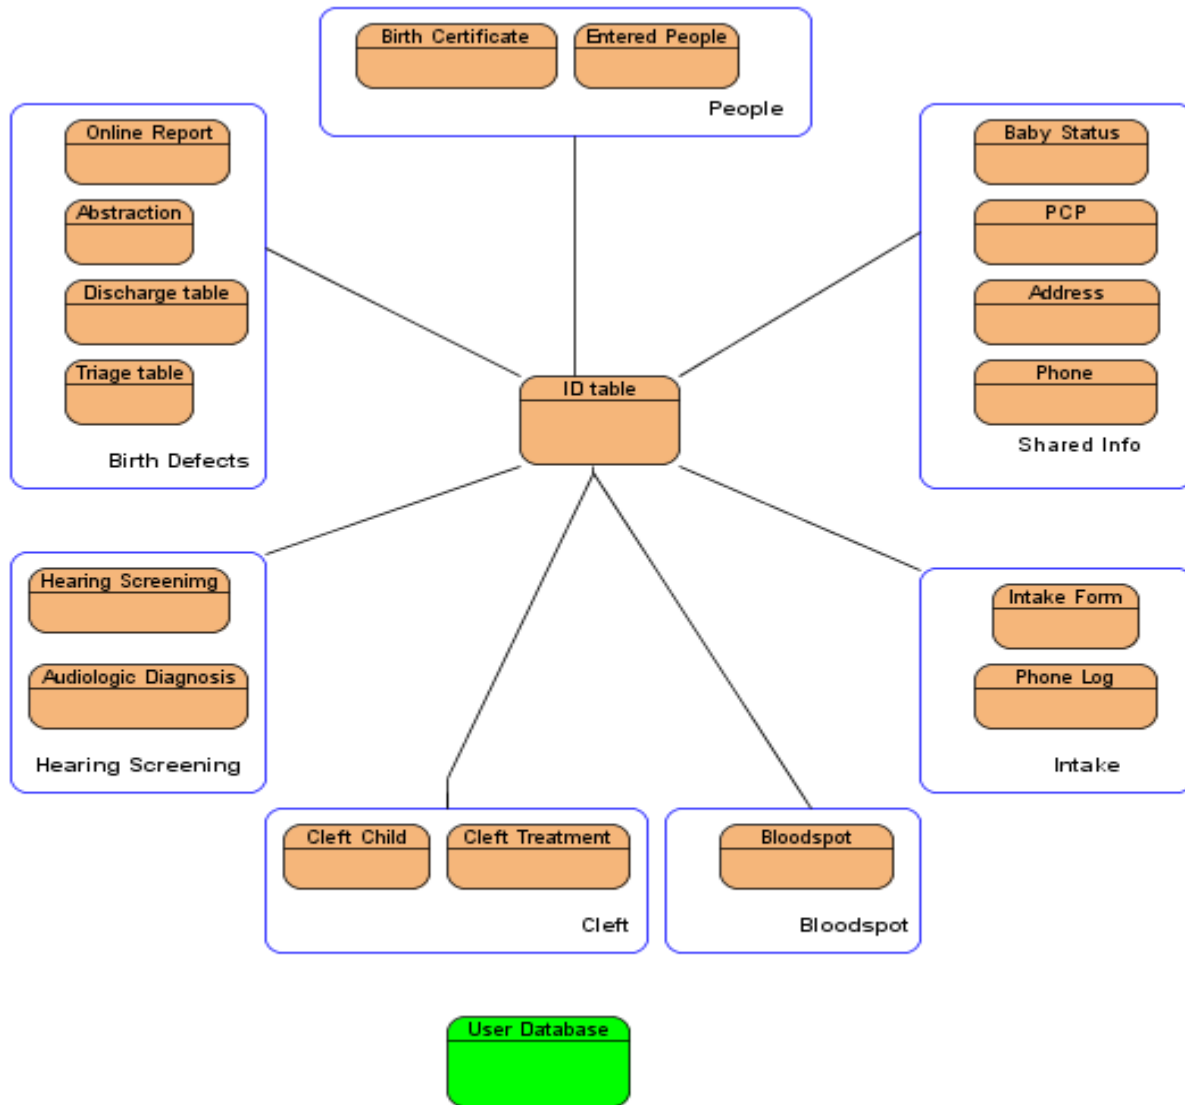 Birth Certificate
Entered People
People
Online Report
Abstraction
Discharge table
Triage table
Birth Defects
Baby Status
PCP
Address
Phone
Shared Info
ID table
Hearing Screenimg
Audiologic Diagnosis
Hearing Screening
Intake Form
Phone Log
Intake
Cleft Child
Cleft Treatment
Cleft
Bloodspot
Bloodspot
User Database